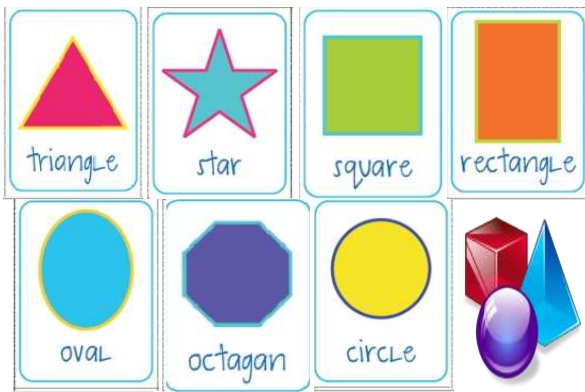 triangle
star
square
rectangle
oval
octagan
circle